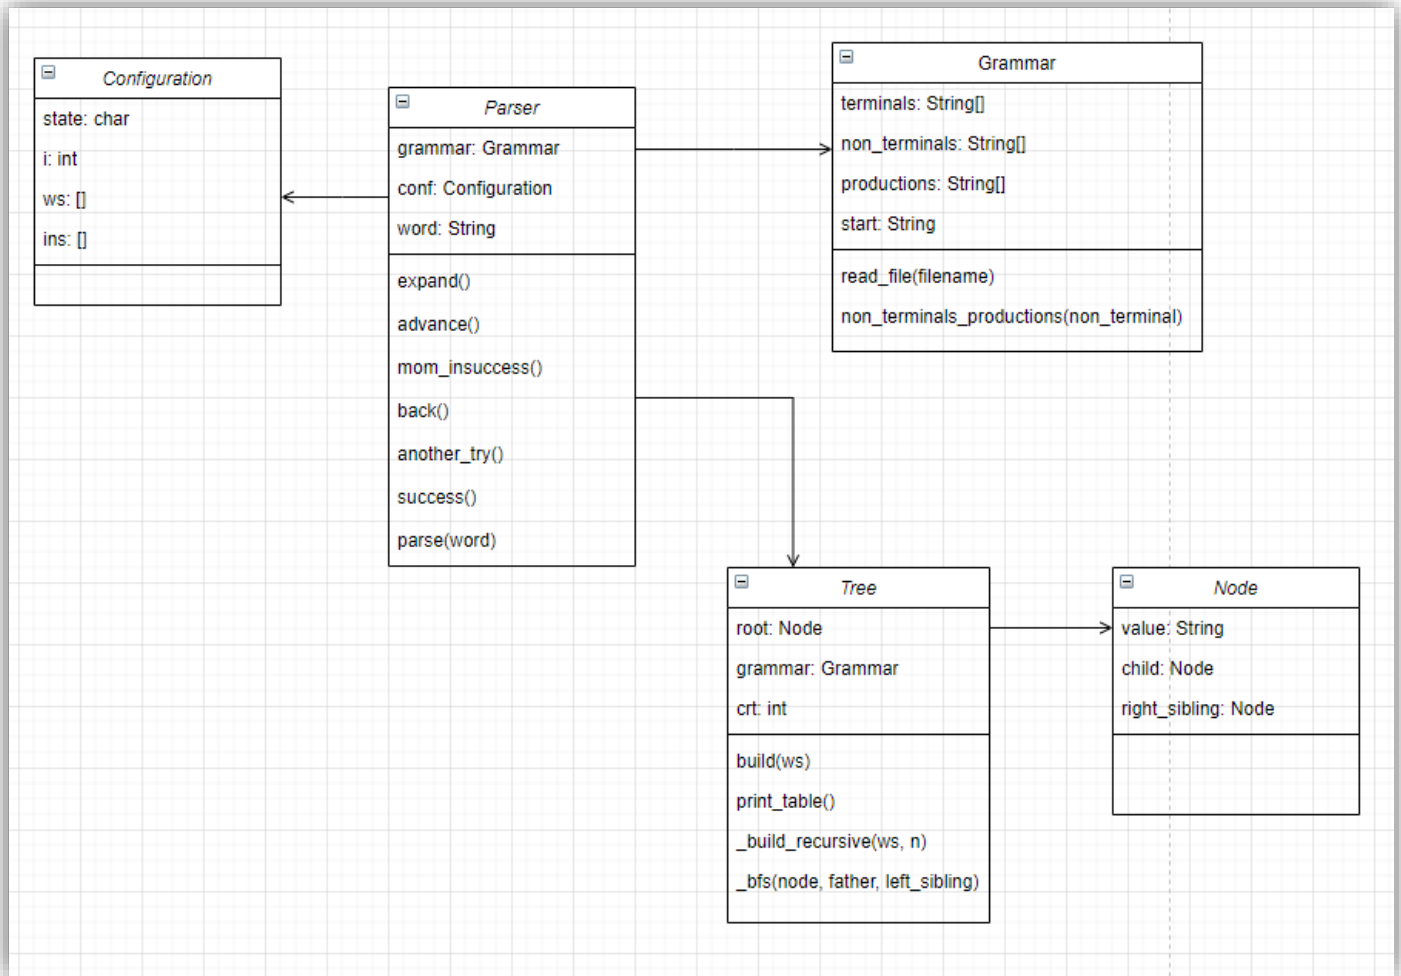 Configuration
state: char
i: int
ws: []
ins: []
Parser
grammar: Grammar
conf: Configuration
word: String
expand()
advance()
mom_insuccess()
back()
another_try()
success()
parse(word)
Grammar
terminals: String[]
non_terminals: String[]
productions: String[]
start: String
read_file(filename)
non_terminals_productions(non_terminal)
Tree
root: Node
grammar: Grammar
crt: int
build(ws)
print_table()
_build_recursive(ws, n)
_bfs(node, father, left_sibling)
Node
value: String
child: Node
right_sibling: Node